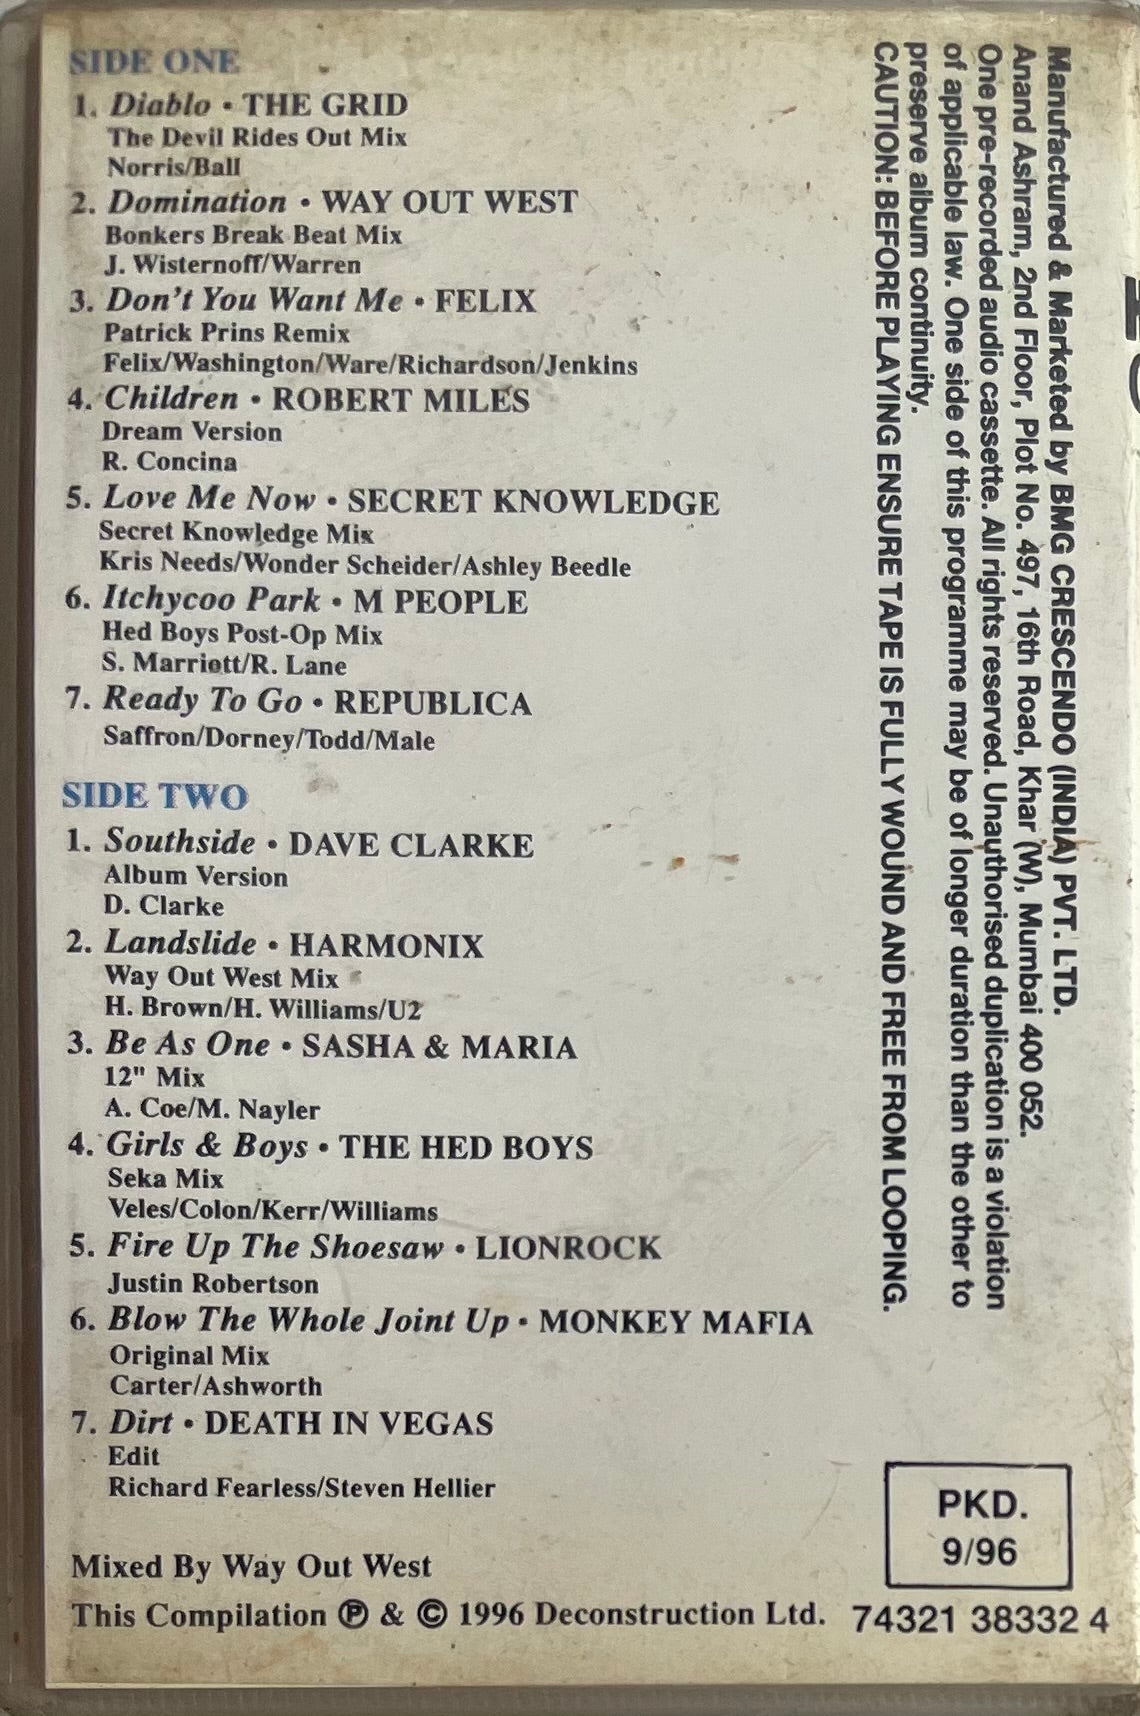 SIDE ONE
1. Diablo • THE GRID
The Devil Rides Out Mix
Norris/Ball
2. Domination • WAY OUT WEST
Bonkers Break Beat Mix
J. Wisternoff/Warren
3. Don't You Want Me • FELIX
Patrick Prins Remix
Felix/Washington/Ware/Richardson/Jenkins
4. Children • ROBERT MILES
Dream Version
R. Concina
5. Love Me Now • SECRET KNOWLEDGE
Secret Knowledge Mix
Kris Needs/Wonder Scheider/Ashley Beedle
6. Itchycoo Park • M PEOPLE
Hed Boys Post-Op Mix
S. Marriott/R. Lane
7. Ready To Go • REPUBLICA
Saffron/Dorney/Todd/Male
SIDE TWO
1. Southside • DAVE CLARKE
Album Version
D. Clarke
2. Landslide • HARMONIX
Way Out West Mix
H. Brown/H. Williams/U2
3. Be As One • SASHA & MARIA
12" Mix
A. Coe/M. Nayler
4. Girls & Boys • THE HED BOYS
Seka Mix
Veles/Colon/Kerr/Williams
5. Fire Up The Shoesaw • LIONROCK
Justin Robertson
6. Blow The Whole Joint Up • MONKEY MAFIA
Original Mix
Carter/Ashworth
7. Dirt • DEATH IN VEGAS
Edit
Richard Fearless/Steven Hellier
Mixed By Way Out West
This Compilation ℗ & © 1996 Deconstruction Ltd.
74321 38332 4
PKD.
9/96
Manufactured & Marketed by BMG CRESCENDO (INDIA) PVT. LTD.
Anand Ashram, 2nd Floor, Plot No. 497, 16th Road, Khar (W), Mumbai 400 052.
One pre-recorded audio cassette. All rights reserved. Unauthorised duplication is a violation
of applicable law. One side of this programme may be of longer duration than the other to
preserve album continuity.
CAUTION: BEFORE PLAYING ENSURE TAPE IS FULLY WOUND AND FREE FROM LOOPING.